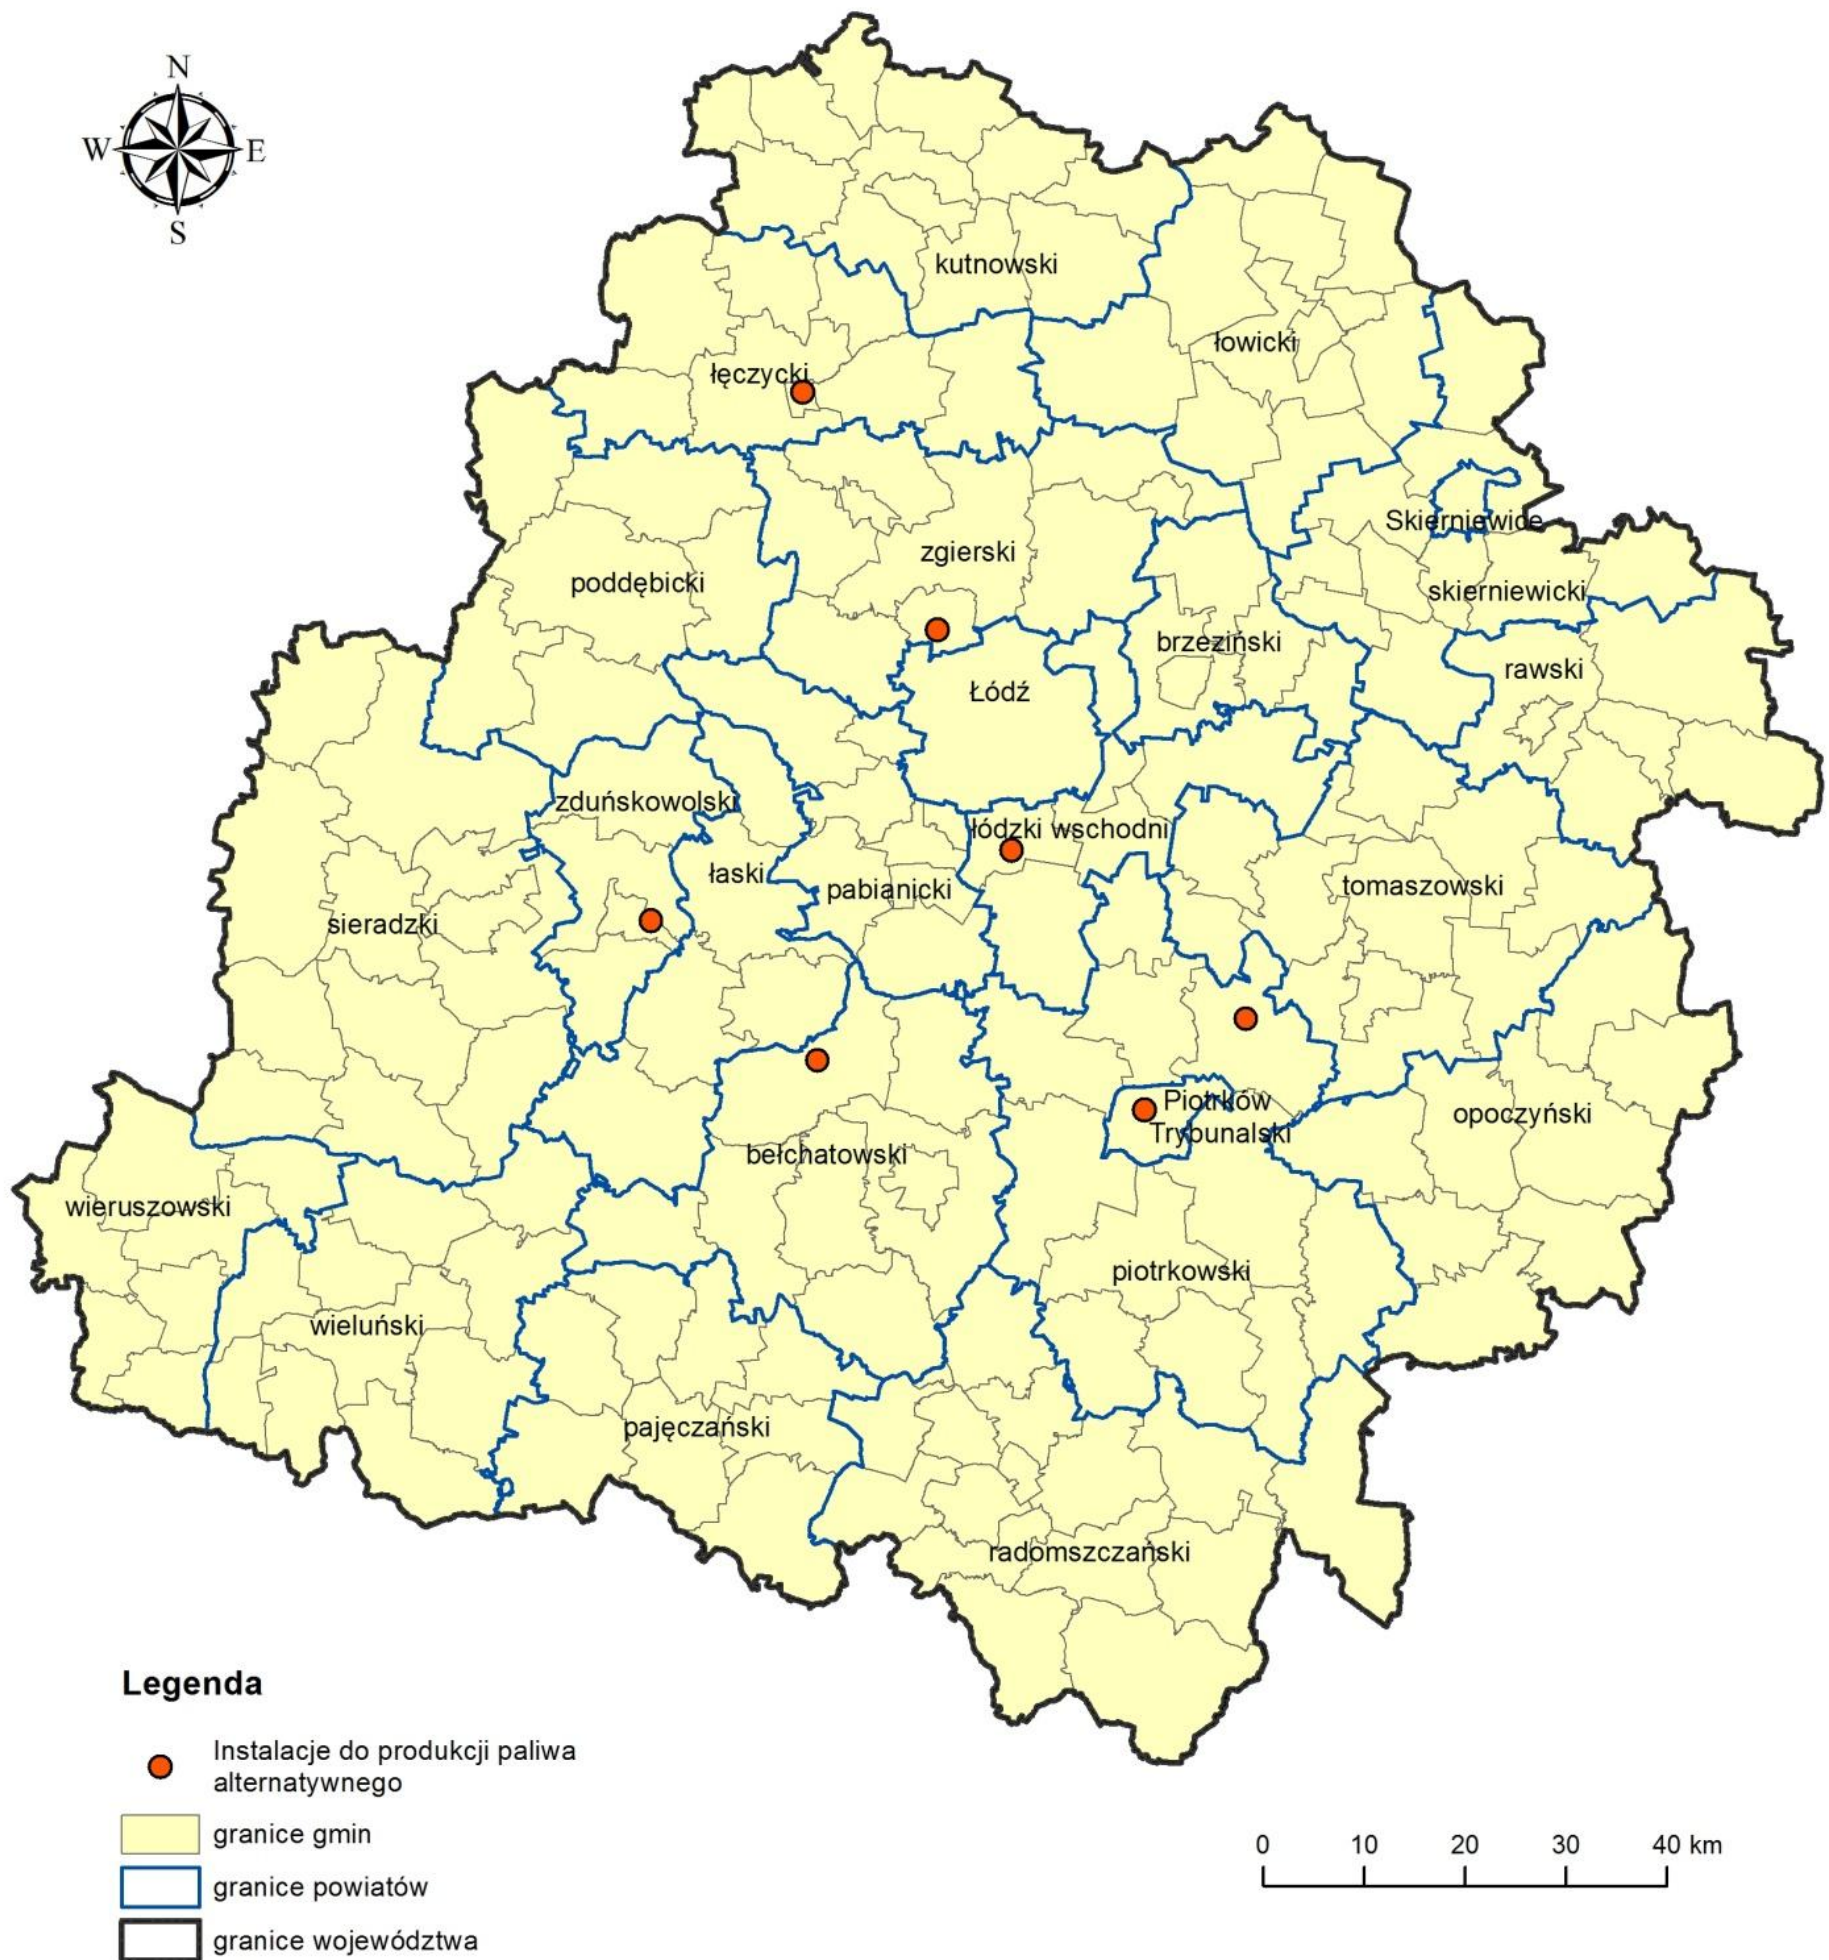 N
W E
S
kutnowski
łowicki
łęczycki
Skierniewice
zgierski
poddębicki
skierniewicki
brzeziński
rawski
Łódź
zduńskowolski
łódzki wschodni
łaski
pabianicki
tomaszowski
sieradzki
Piotrków
Trybunalski
opoczyński
bełchatowski
wieruszowski
piotrkowski
wieluński
pajęczański
radomszczański
Legenda
Instalacje do produkcji paliwa
alternatywnego
granice gmin
granice powiatów
granice województwa
0 10 20 30 40 km